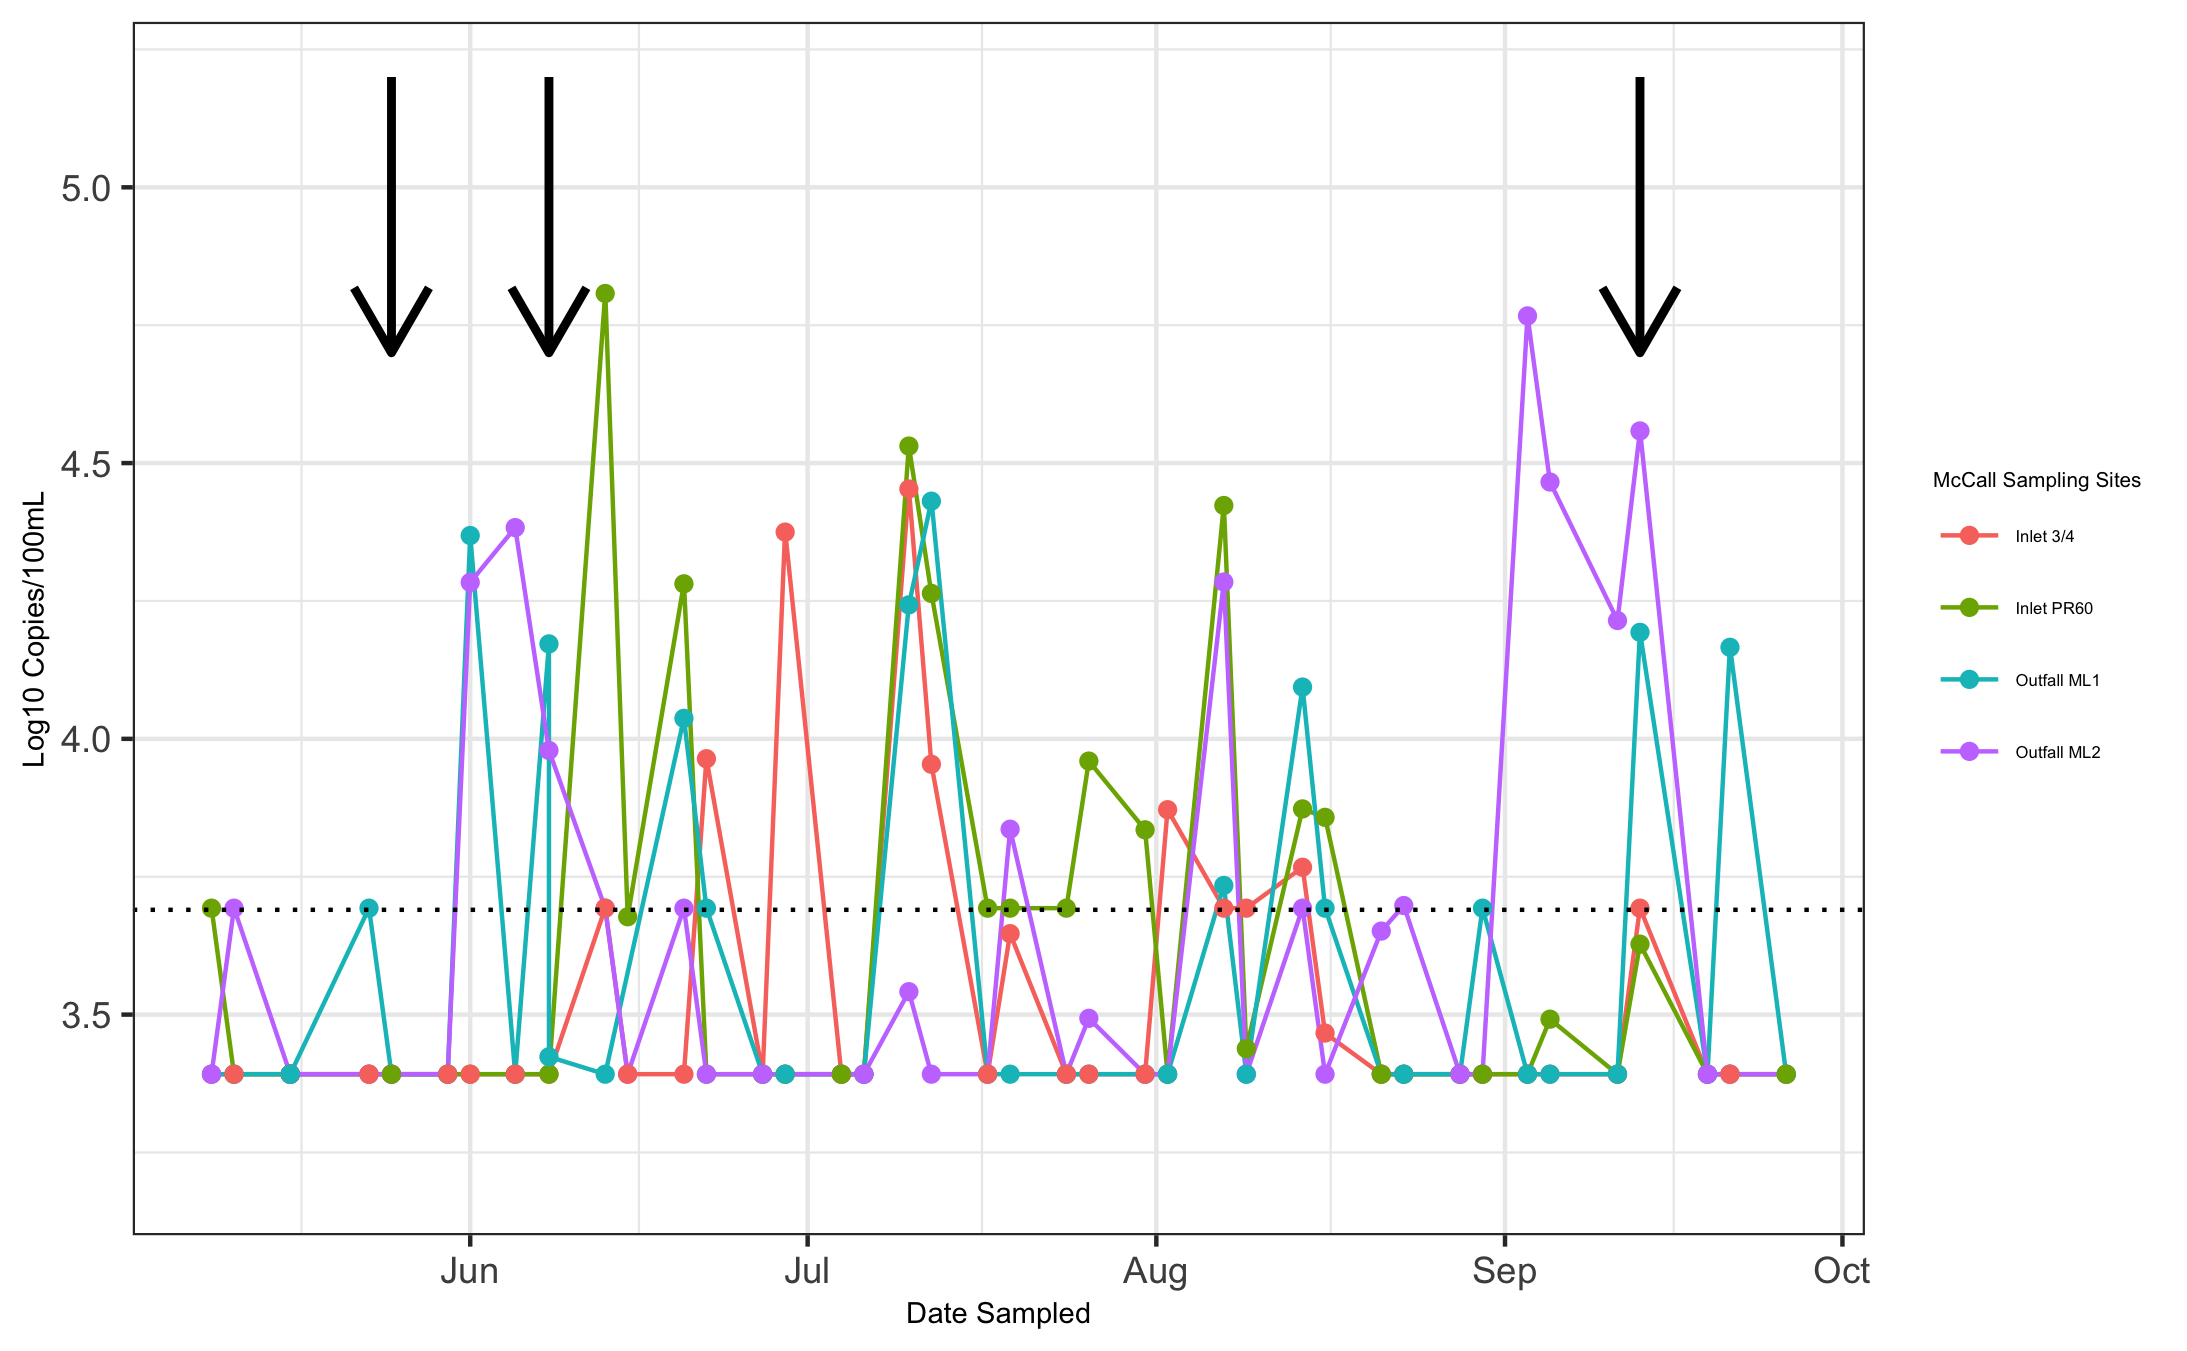 5.0
4.5
4.0
3.5
Log10 Copies/100mL
Jun Jul Aug Sep Oct
Date Sampled
McCall Sampling Sites
Inlet 3/4
Inlet PR60
Outfall ML1
Outfall ML2